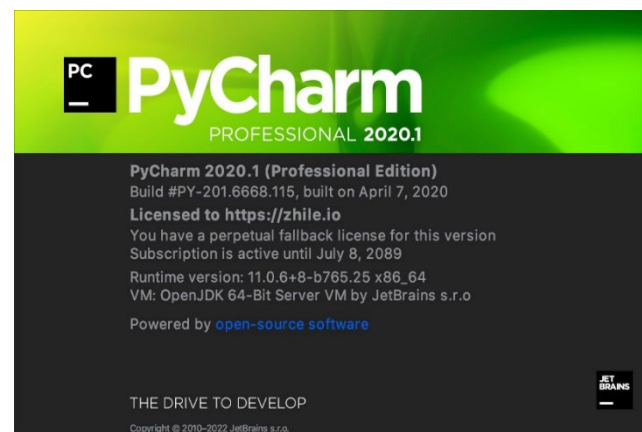 PC
PyCharm
PROFESSIONAL 2020.1
PyCharm 2020.1 (Professional Edition)
Build #PY-201.6668.115, built on April 7, 2020
Licensed to https://zhile.io
You have a perpetual fallback license for this version
Subscription is active until July 8, 2089
Runtime version: 11.0.6+8-b765.25 x86_64
VM: OpenJDK 64-Bit Server VM by JetBrains s.r.o
Powered by open-source software
JET
BRAINS
THE DRIVE TO DEVELOP
Copyright © 2010–2022 JetBrains s.r.o.